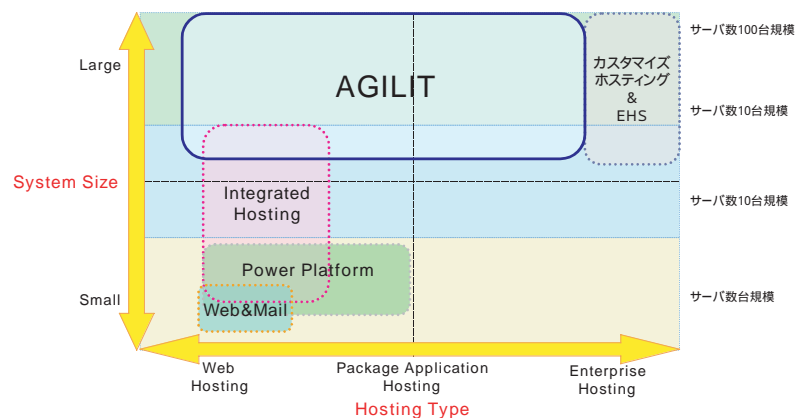 サーバ数100台規模
Large
AGILIT
カスタマイズ
ホスティング
&
EHS
サーバ数10台規模
System Size
Integrated
Hosting
サーバ数10台規模
Power Platform
Small
Web&Mail
サーバ数台規模
Web
Hosting
Package Application
Hosting
Enterprise
Hosting
Hosting Type